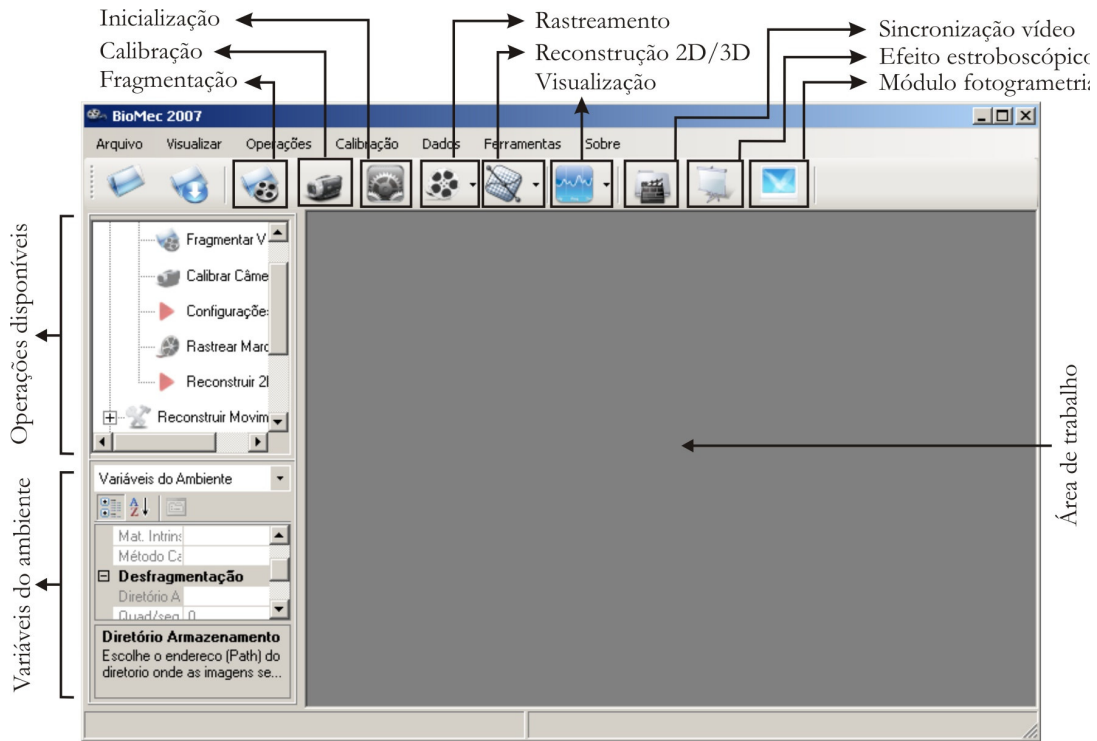 Inicialização
Calibração
Fragmentação
Rastreamento
Reconstrução 2D/3D
Visualização
Sincronização vídeo
Efeito estroboscópico
Módulo fotogrametria
BioMec 2007
Arquivo Visualizar Operações Calibração Dados Ferramentas Sobre
Operações disponíveis
Fragmentar V
Calibrar Câme
Configurações
Rastrear Marc
Reconstruir 2
Reconstruir Movim
Variáveis do ambiente
Variáveis do Ambiente
Mat. Intrins
Método Ca
Desfragmentação
Diretório A
Quad/seg 0
Diretório Armazenamento
Escolhe o endereco (Path) do
diretorio onde as imagens se...
Área de trabalho